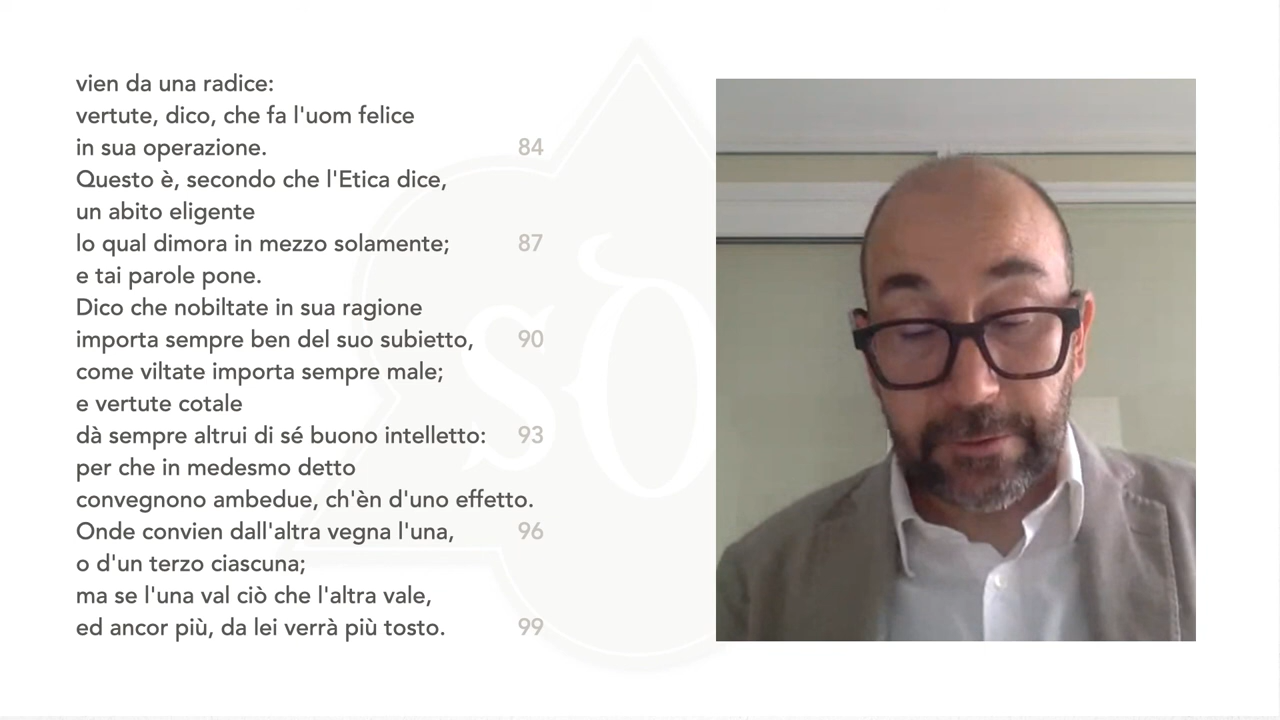 vien da una radice:
vertute, dico, che fa l'uom felice
in sua operazione. 84
Questo è, secondo che l'Etica dice,
un abito eligente
lo qual dimora in mezzo solamente; 87
e tai parole pone.
Dico che nobiltate in sua ragione
importa sempre ben del suo subietto, 90
come viltate importa sempre male;
e vertute cotale
dà sempre altrui di sé buono intelletto: 93
per che in medesmo detto
convegnono ambedue, ch'èn d'uno effetto.
Onde convien dall'altra vegna l'una, 96
o d'un terzo ciascuna;
ma se l'una val ciò che l'altra vale,
ed ancor più, da lei verrà più tosto. 99